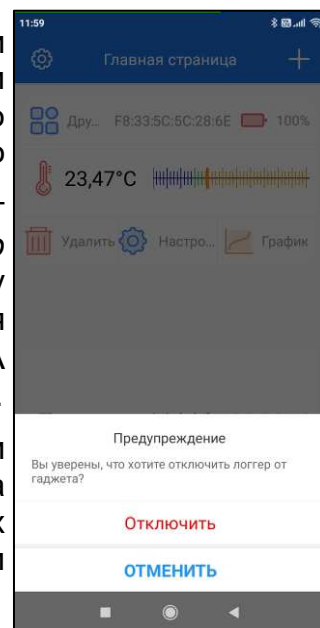 11:59
Главная страница
Дру... F8:33:5C:5C:28:6E 100%
23,47°C
Удалить Настро... График
Предупреждение
Вы уверены, что хотите отключить логгер от
гаджета?
Отключить
ОТМЕНИТЬ